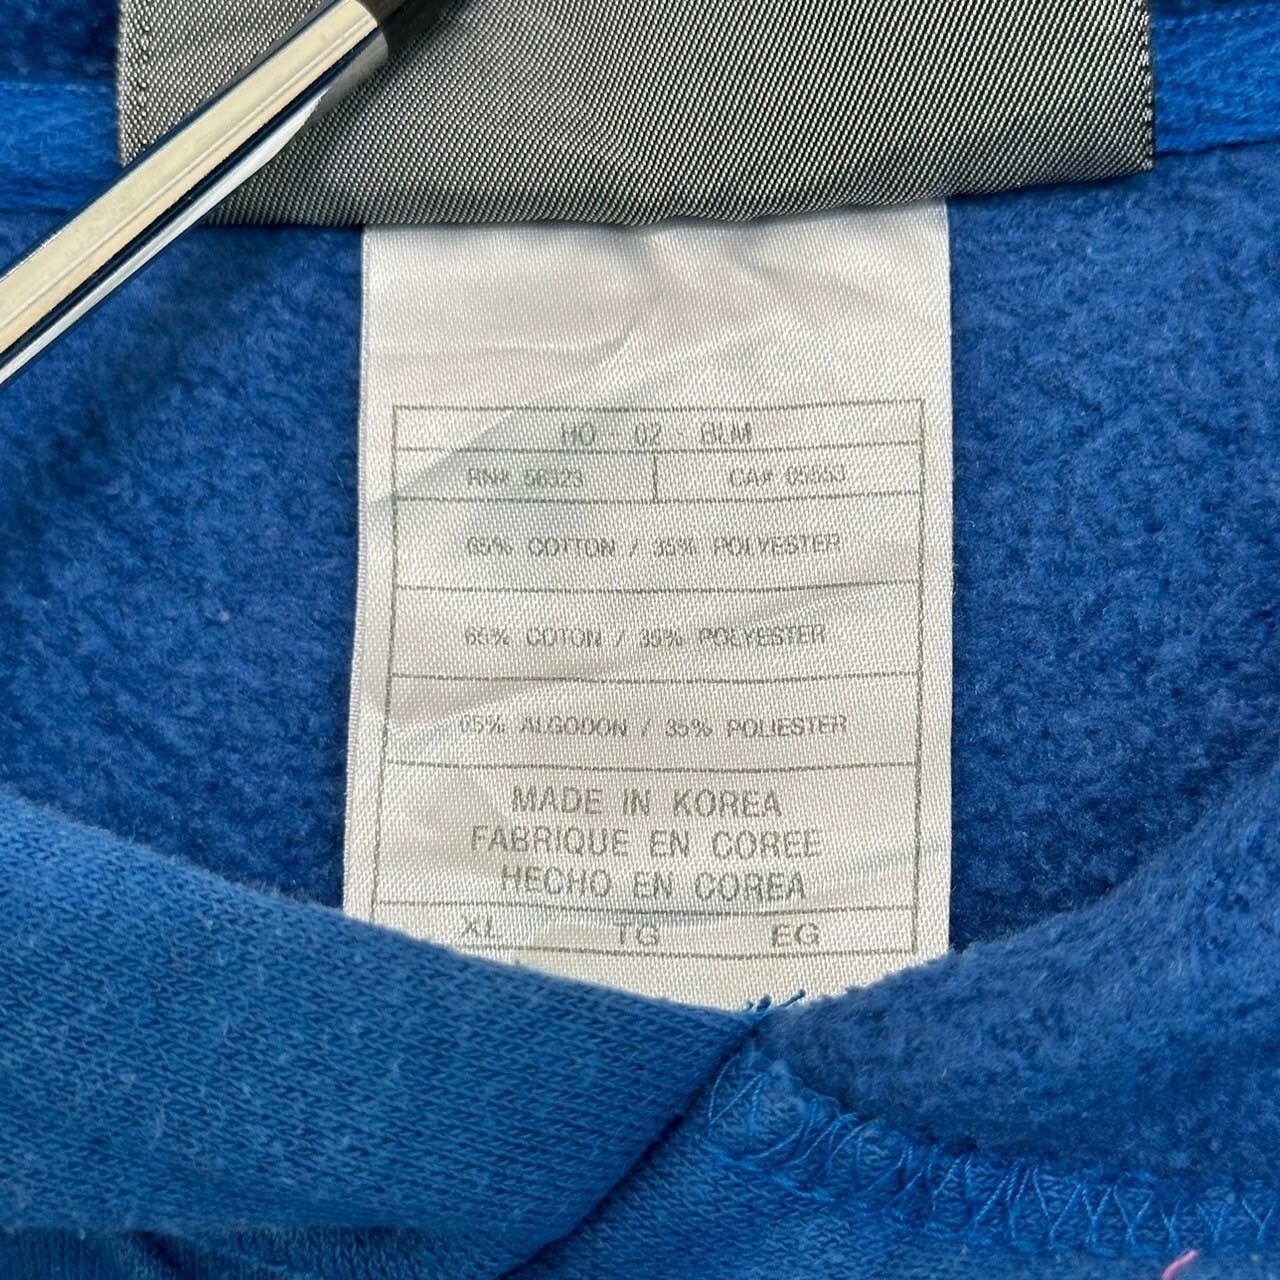 HO - 02 - BLM
RN# 56323 CA# 05553
65% COTTON / 35% POLYESTER
65% COTON / 35% POLYESTER
65% ALGODON / 35% POLIESTER
MADE IN KOREA
FABRIQUE EN COREE
HECHO EN COREA
XL TG EG